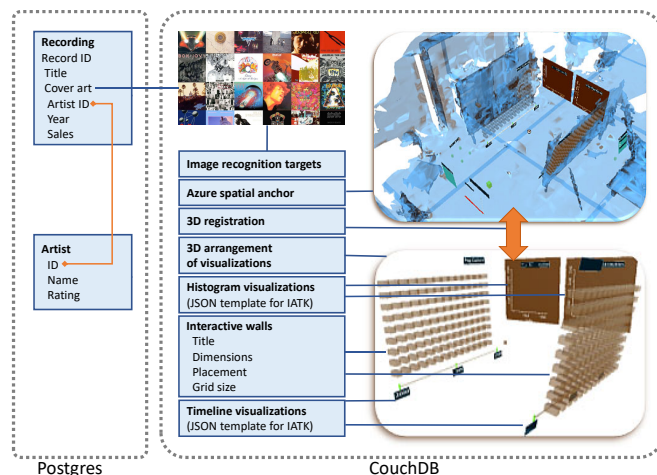 Recording
Record ID
Title
Cover art
Artist ID
Year
Sales
Artist
ID
Name
Rating
Image recognition targets
Azure spatial anchor
3D registration
3D arrangement
of visualizations
Histogram visualizations
(JSON template for IATK)
Interactive walls
Title
Dimensions
Placement
Grid size
Timeline visualizations
(JSON template for IATK)
Postgres
CouchDB